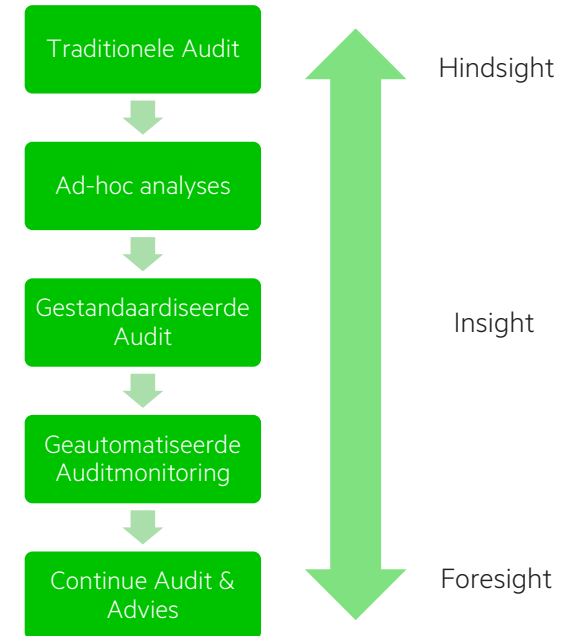 Traditionele Audit
Hindsight
Ad-hoc analyses
Gestandaardiseerde
Audit
Insight
Geautomatiseerde
Auditmonitoring
Continue Audit &
Advies
Foresight